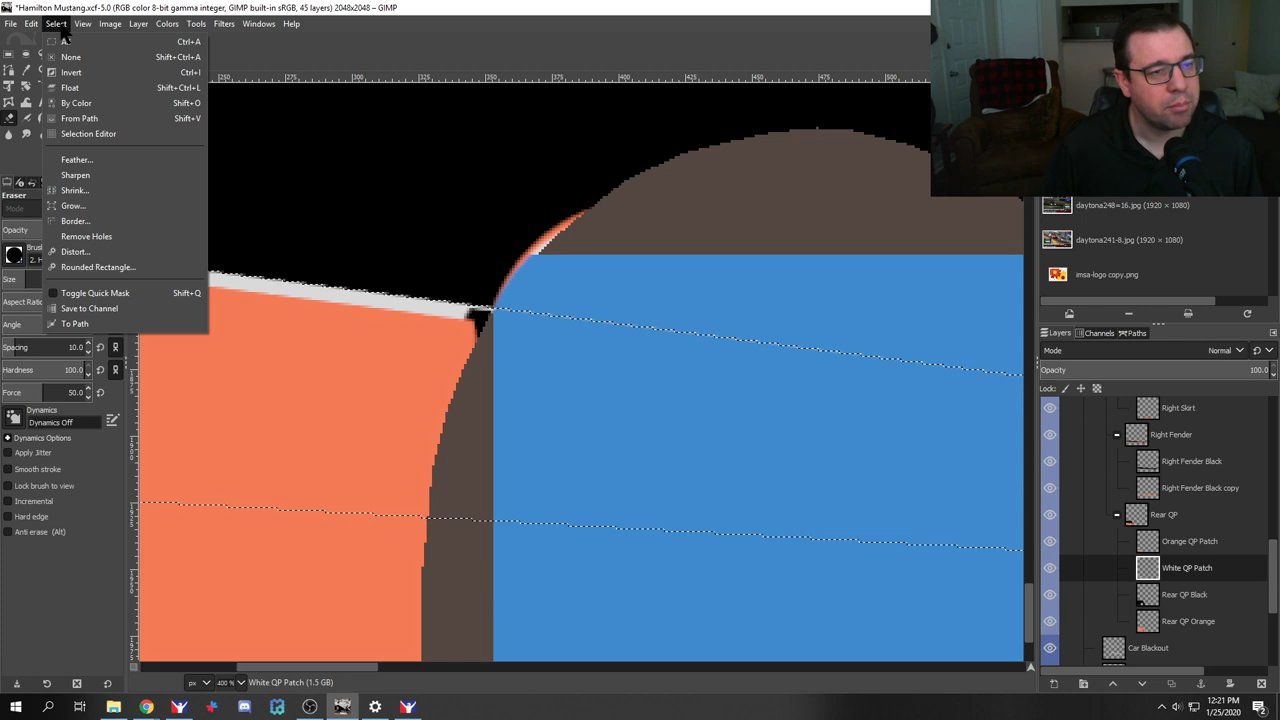 *Hamilton Mustang.xcf-5.0 (RGB color 8-bit gamma integer, GIMP built-in sRGB, 45 layers) 2048x2048 – GIMP
File Edit Select View Image Layer Colors Tools Filters Windows Help
Ctrl+A
None Shift+Ctrl+A
Invert Ctrl+I
Float Shift+Ctrl+L
By Color Shift+O
From Path Shift+V
Selection Editor
Feather...
Sharpen
Shrink...
Grow...
Border...
Remove Holes
Distort...
Rounded Rectangle...
Toggle Quick Mask Shift+Q
Save to Channel
To Path
250 275 300 325 350 375 400 425 450 475 500
Eraser
Mode
Opacity
Brush
2. H
Size
Aspect Ratio
Angle
Spacing 10.0
Hardness 100.0
Force 50.0
Dynamics
Dynamics Off
Dynamics Options
Apply Jitter
Smooth stroke
Lock brush to view
Incremental
Hard edge
Anti erase (Alt)
px 400 % White QP Patch (1.5 GB)
daytona248=16.jpg (1920 × 1080)
daytona241-8.jpg (1920 × 1080)
imsa-logo copy.png
Layers Channels Paths
Mode Normal
Opacity 100.0
Lock:
Right Skirt
Right Fender
Right Fender Black
Right Fender Black copy
Rear QP
Orange QP Patch
White QP Patch
Rear QP Black
Rear QP Orange
Car Blackout
12:21 PM
1/25/2020